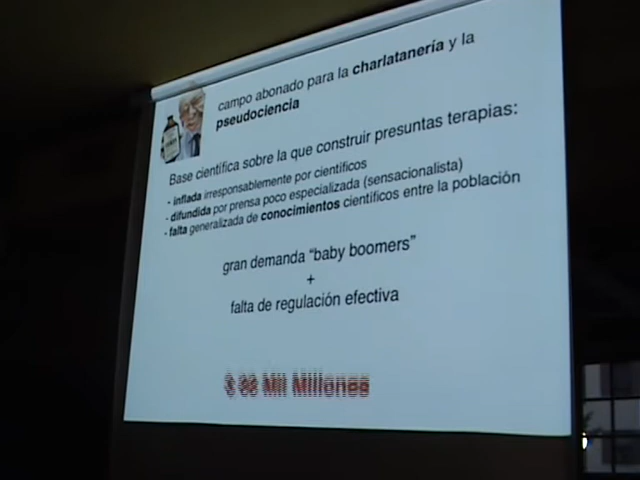 campo abonado para la charlatanería y la
pseudociencia
Base científica sobre la que construir presuntas terapias:
- inflada irresponsablemente por científicos
- difundida por prensa poco especializada (sensacionalista)
- falta generalizada de conocimientos científicos entre la población
gran demanda “baby boomers”
+
falta de regulación efectiva
$ Mil Millones